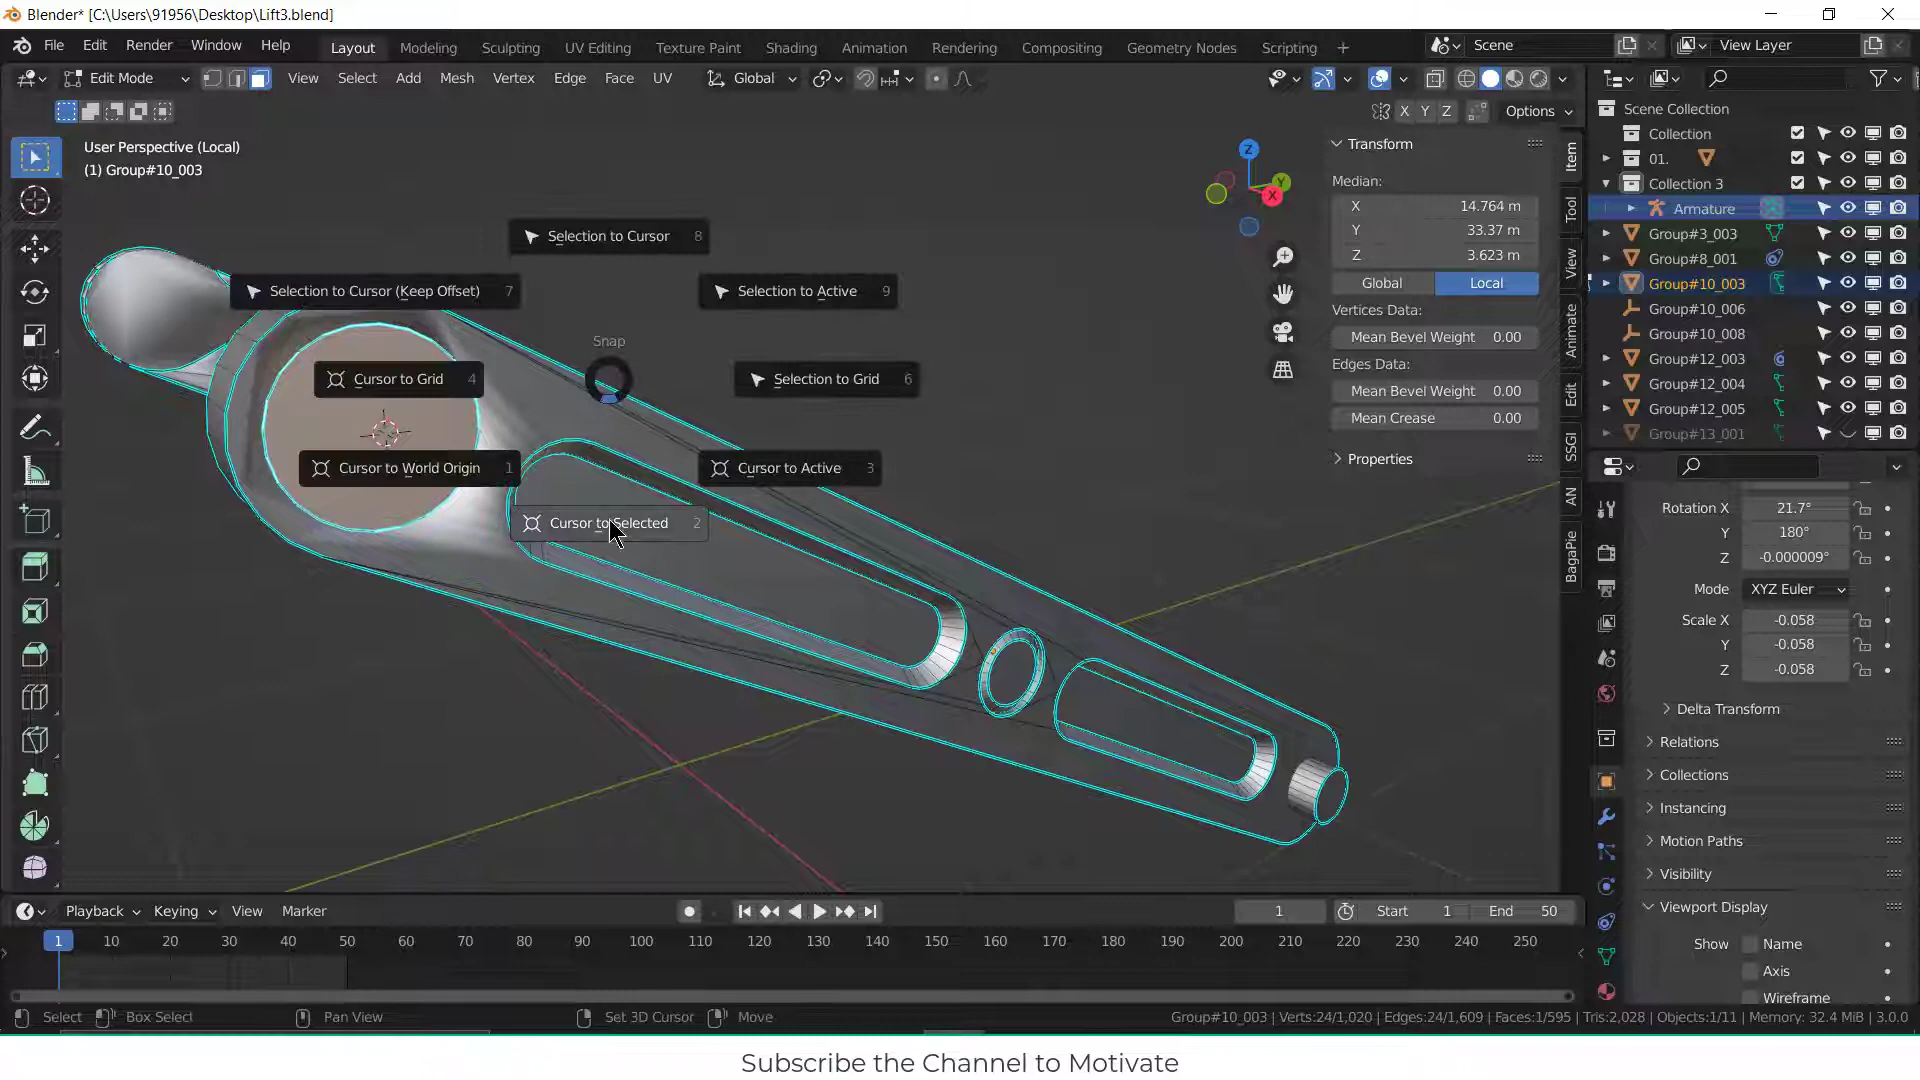 Blender* [C:\Users\91956\Desktop\Lift3.blend]
File Edit Render Window Help Layout Modeling Sculpting UV Editing Texture Paint Shading Animation Rendering Compositing Geometry Nodes Scripting + Scene View Layer
Edit Mode View Select Add Mesh Vertex Edge Face UV Global
X Y Z Options
User Perspective (Local)
(1) Group#10_003
Z
Y
X
Selection to Cursor 8
Selection to Cursor (Keep Offset) 7
Selection to Active 9
Snap
Cursor to Grid 4
Selection to Grid 6
Cursor to World Origin 1
Cursor to Active 3
Cursor to Selected 2
Transform
Median:
X 14.764 m
Y 33.37 m
Z 3.623 m
Global Local
Vertices Data:
Mean Bevel Weight 0.00
Edges Data:
Mean Bevel Weight 0.00
Mean Crease 0.00
Properties
Item
Tool
View
Animate
Edit
SSGI
AN
BagaPie
Scene Collection
Collection
01.
Collection 3
Armature
Group#3_003
Group#8_001
Group#10_003
Group#10_006
Group#10_008
Group#12_003
Group#12_004
Group#12_005
Group#13_001
Rotation X 21.7°
Y 180°
Z -0.000009°
Mode XYZ Euler
Scale X -0.058
Y -0.058
Z -0.058
Delta Transform
Relations
Collections
Instancing
Motion Paths
Visibility
Viewport Display
Show Name
Axis
Wireframe
Playback Keying View Marker 1 Start 1 End 50
1 10 20 30 40 50 60 70 80 90 100 110 120 130 140 150 160 170 180 190 200 210 220 230 240 250
Select Box Select Pan View Set 3D Cursor Move Group#10_003 | Verts:24/1,020 | Edges:24/1,609 | Faces:1/595 | Tris:2,028 | Objects:1/11 | Memory: 32.4 MiB | 3.0.0
Subscribe the Channel to Motivate